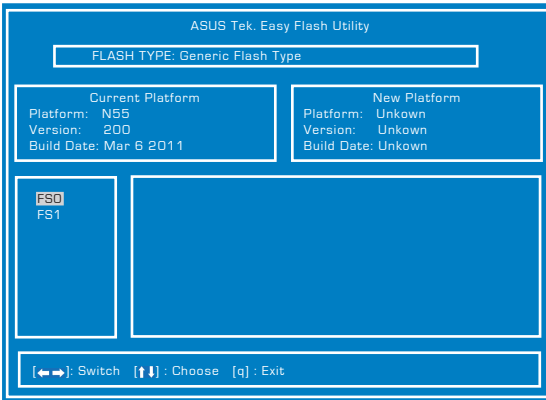 ASUS Tek. Easy Flash Utility
FLASH TYPE: Generic Flash Type
Current Platform
Platform: N55
Version: 200
Build Date: Mar 6 2011
New Platform
Platform: Unkown
Version: Unkown
Build Date: Unkown
FS0
FS1
[←→]: Switch [↑↓] : Choose [q] : Exit